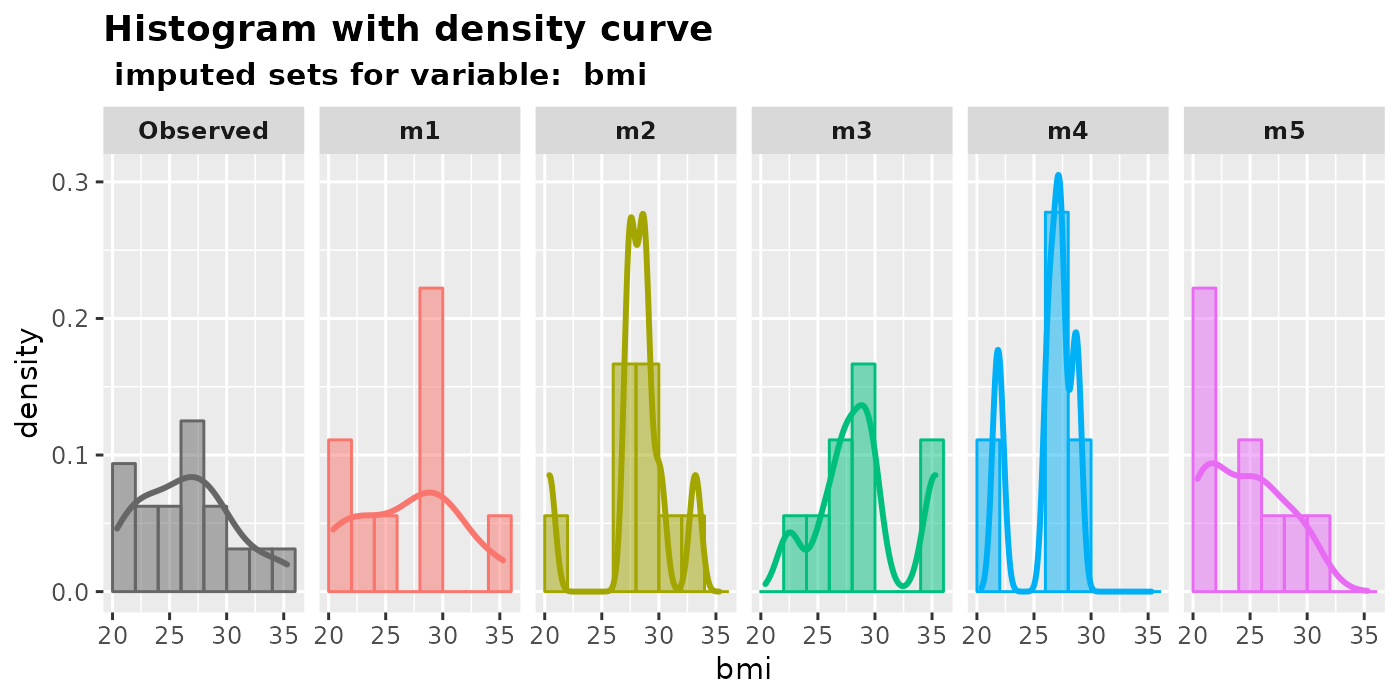 Histogram with density curve
imputed sets for variable:  bmi
Observed m1 m2 m3 m4 m5
0.3
0.2
0.1
0.0
density
20 25 30 35 20 25 30 35 20 25 30 35 20 25 30 35 20 25 30 35 20 25 30 35
bmi